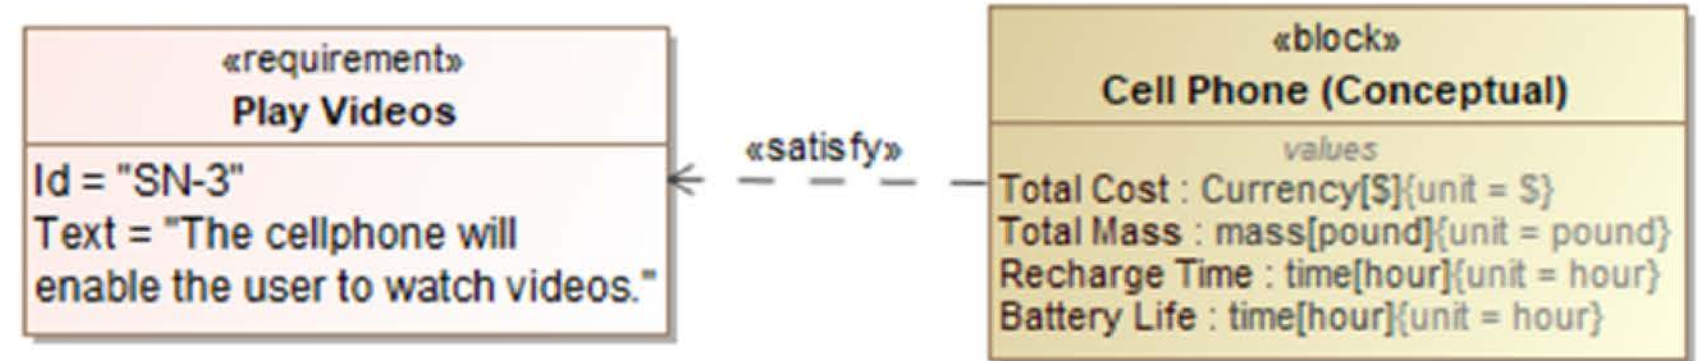 «requirement»
Play Videos
Id = "SN-3"
Text = "The cellphone will
enable the user to watch videos."
«satisfy»
«block»
Cell Phone (Conceptual)
values
Total Cost : Currency[$]{unit = $}
Total Mass : mass[pound]{unit = pound}
Recharge Time : time[hour]{unit = hour}
Battery Life : time[hour]{unit = hour}